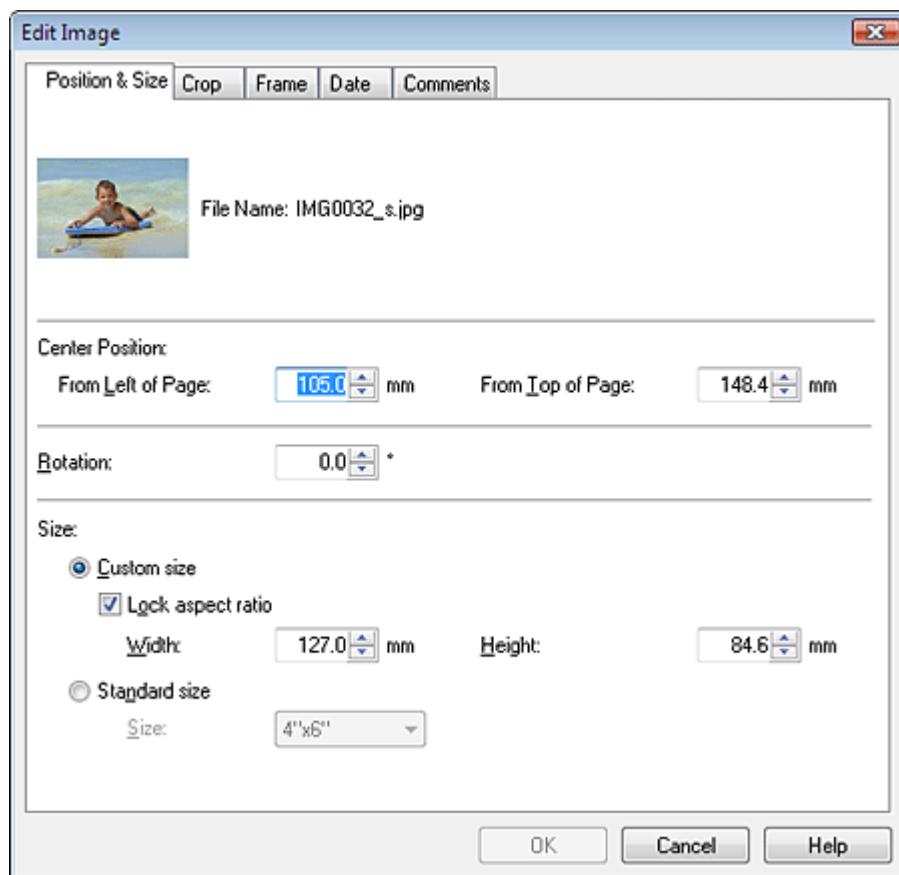 Edit Image
Position & Size Crop Frame Date Comments
File Name: IMG0032_s.jpg
Center Position:
From Left of Page: 105.0 mm From Top of Page: 148.4 mm
Rotation: 0.0 °
Size:
Custom size
Lock aspect ratio
Width: 127.0 mm Height: 84.6 mm
Standard size
Size: 4"x6"
OK Cancel Help